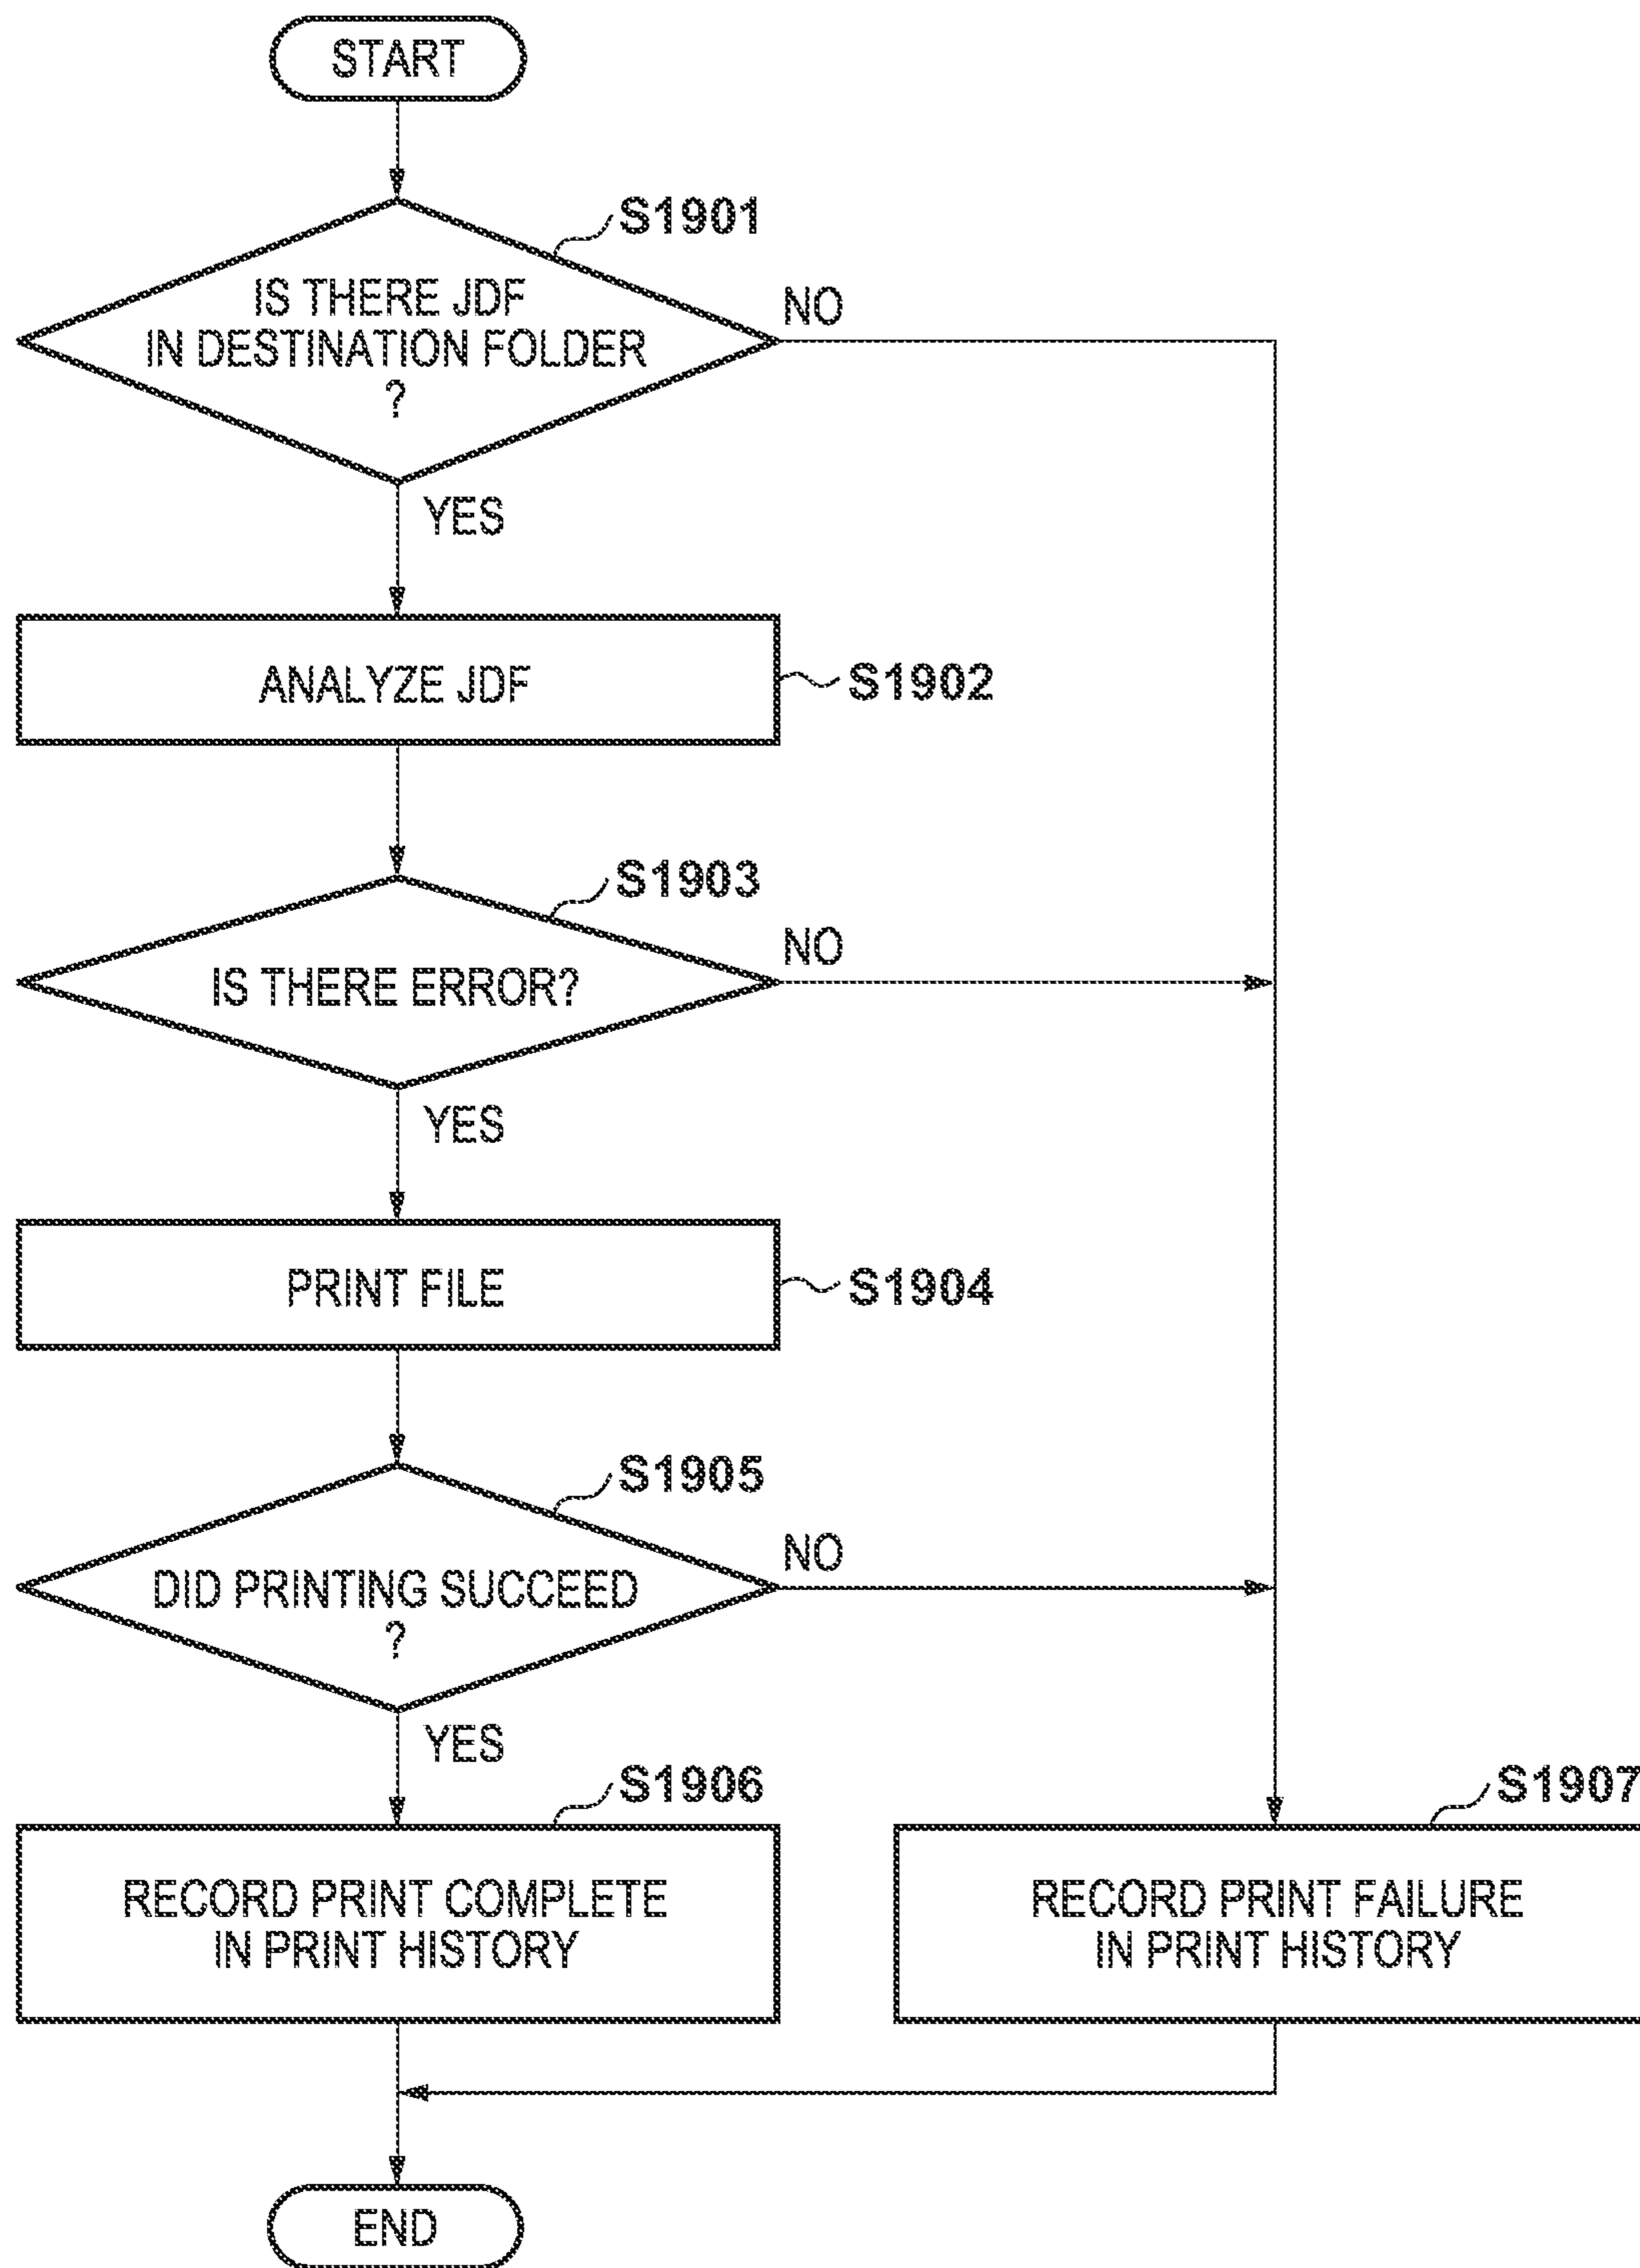 START
S1901
IS THERE JDF
IN DESTINATION FOLDER
?
NO
YES
ANALYZE JDF
S1902
S1903
IS THERE ERROR?
NO
YES
PRINT FILE
S1904
S1905
DID PRINTING SUCCEED
?
NO
YES
S1906
RECORD PRINT COMPLETE
IN PRINT HISTORY
S1907
RECORD PRINT FAILURE
IN PRINT HISTORY
END